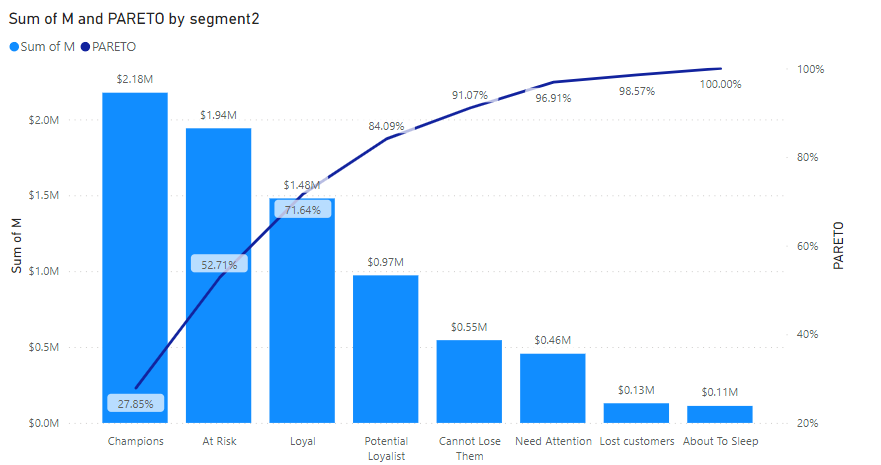 Sum of M and PARETO by segment2
Sum of M PARETO
$2.18M
$1.94M
$1.48M
$0.97M
$0.55M
$0.46M
$0.13M
$0.11M
27.85%
52.71%
71.64%
84.09%
91.07%
96.91%
98.57%
100.00%
Sum of M
$2.0M
$1.5M
$1.0M
$0.5M
$0.0M
100%
80%
60%
40%
20%
PARETO
Champions
At Risk
Loyal
Potential
Loyalist
Cannot Lose
Them
Need Attention
Lost customers
About To Sleep